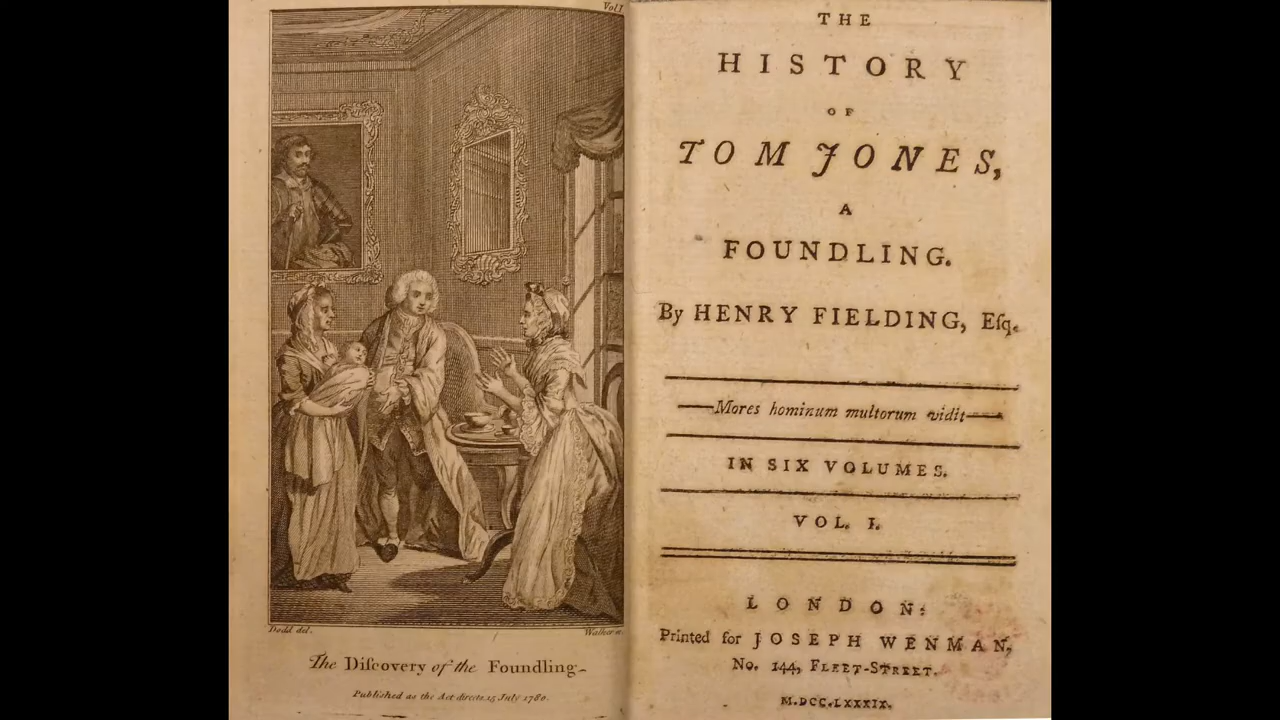 Vol I
Dodd del.
Walker sc.
The Diſcovery of the Foundling
Publiſhed as the Act directs 15 July 1780.
THE
HISTORY
OF
TOM JONES,
A
FOUNDLING.
By HENRY FIELDING, Eſq.
Mores hominum multorum vidit
IN SIX VOLUMES.
VOL. I.
LONDON:
Printed for JOSEPH WENMAN,
No. 144, FLEET-STREET.
M.DCC.LXXXIX.